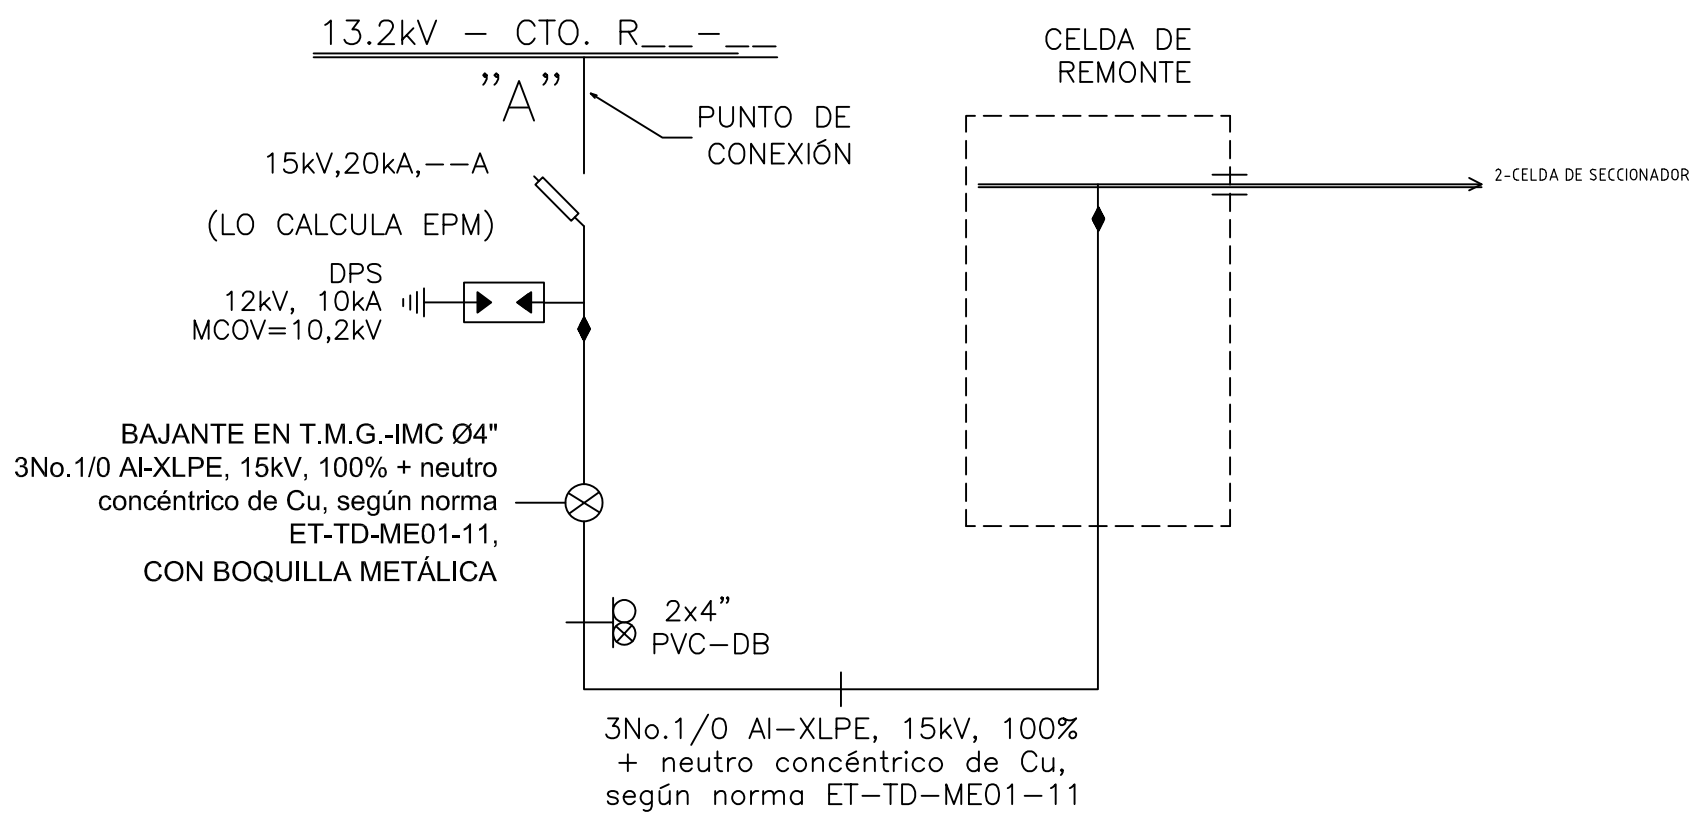 13.2kV - CTO. R__-__
"A"
PUNTO DE
CONEXIÓN
15kV,20kA,--A
(LO CALCULA EPM)
DPS
12kV, 10kA
MCOV=10,2kV
BAJANTE EN T.M.G.-IMC Ø4"
3No.1/0 Al-XLPE, 15kV, 100% + neutro
concéntrico de Cu, según norma
ET-TD-ME01-11,
CON BOQUILLA METÁLICA
2x4"
PVC-DB
3No.1/0 Al-XLPE, 15kV, 100%
+ neutro concéntrico de Cu,
según norma ET-TD-ME01-11
CELDA DE
REMONTE
2-CELDA DE SECCIONADOR